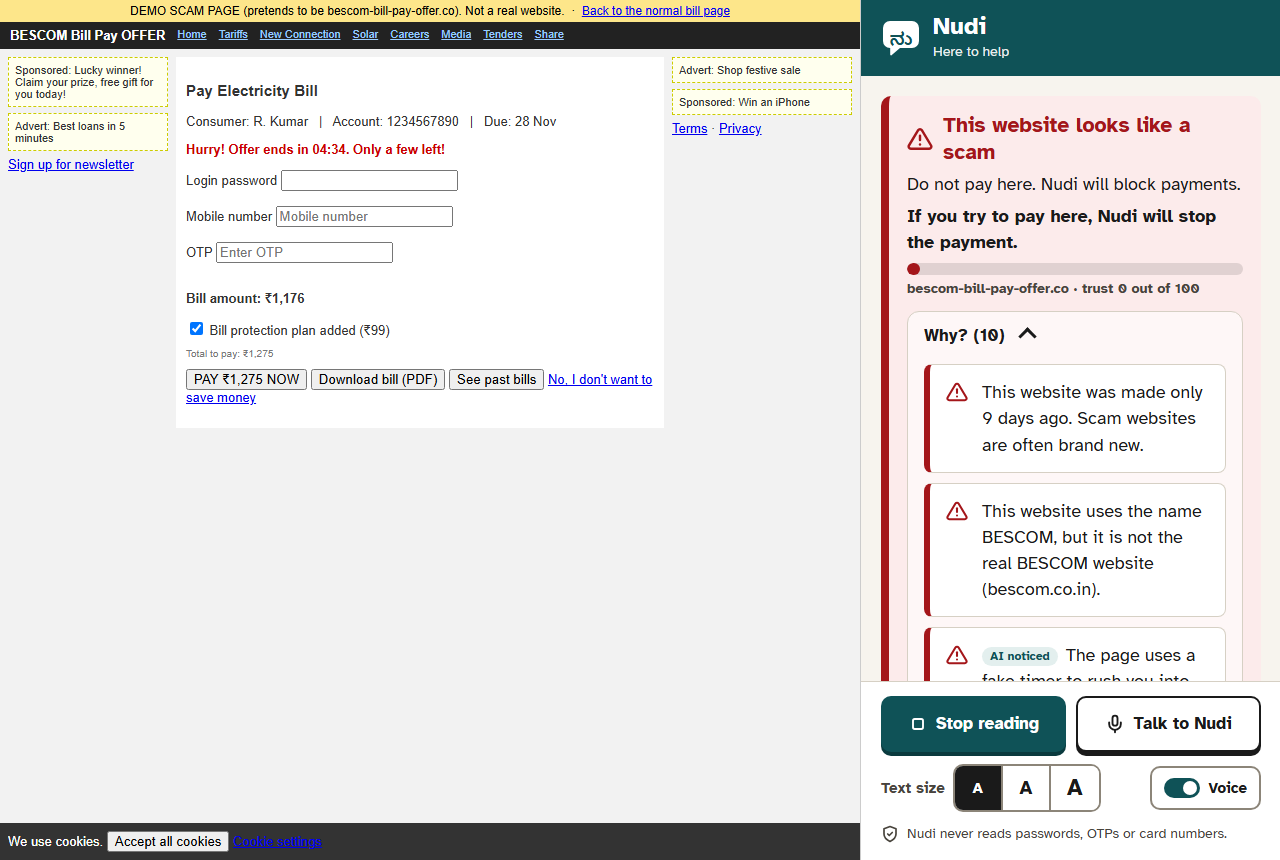 DEMO SCAM PAGE (pretends to be bescom-bill-pay-offer.co). Not a real website. · Back to the normal bill page
BESCOM Bill Pay OFFER Home Tariffs New Connection Solar Careers Media Tenders Share
Sponsored: Lucky winner!
Claim your prize, free gift for
you today!
Advert: Best loans in 5
minutes
Sign up for newsletter
Pay Electricity Bill
Consumer: R. Kumar | Account: 1234567890 | Due: 28 Nov
Hurry! Offer ends in 04:34. Only a few left!
Login password
Mobile number Mobile number
OTP Enter OTP
Bill amount: ₹1,176
Bill protection plan added (₹99)
Total to pay: ₹1,275
PAY ₹1,275 NOW Download bill (PDF) See past bills No, I don't want to
save money
Advert: Shop festive sale
Sponsored: Win an iPhone
Terms · Privacy
We use cookies. Accept all cookies Cookie settings
ನು
Nudi
Here to help
This website looks like a
scam
Do not pay here. Nudi will block payments.
If you try to pay here, Nudi will stop
the payment.
bescom-bill-pay-offer.co · trust 0 out of 100
Why? (10)
This website was made only
9 days ago. Scam websites
are often brand new.
This website uses the name
BESCOM, but it is not the
real BESCOM website
(bescom.co.in).
AI noticed The page uses a
fake timer to rush you into
Stop reading Talk to Nudi
Text size A A A Voice
Nudi never reads passwords, OTPs or card numbers.